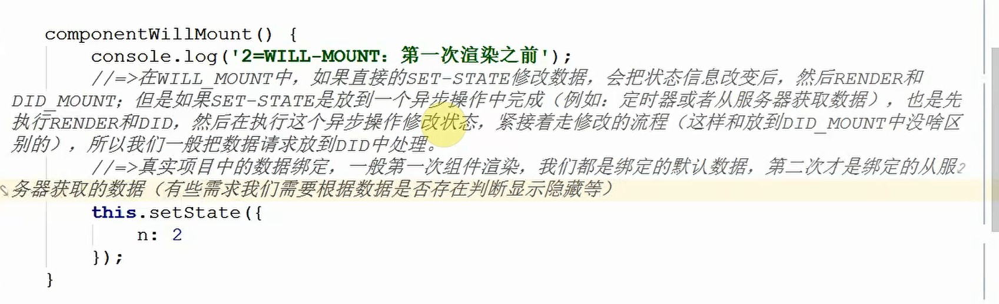 componentWillMount() {
console.log('2=WILL-MOUNT：第一次渲染之前');
//=>在WILL_MOUNT中，如果直接的SET-STATE修改数据，会把状态信息改变后，然后RENDER和
DID_MOUNT；但是如果SET-STATE是放到一个异步操作中完成（例如：定时器或者从服务器获取数据），也是先
执行RENDER和DID，然后在执行这个异步操作修改状态，紧接着走修改的流程（这样和放到DID_MOUNT中没啥区
别的），所以我们一般把数据请求放到DID中处理。
//=>真实项目中的数据绑定，一般第一次组件渲染，我们都是绑定的默认数据，第二次才是绑定的从服
务器获取的数据（有些需求我们需要根据数据是否存在判断显示隐藏等）
this.setState({
n: 2
});
}